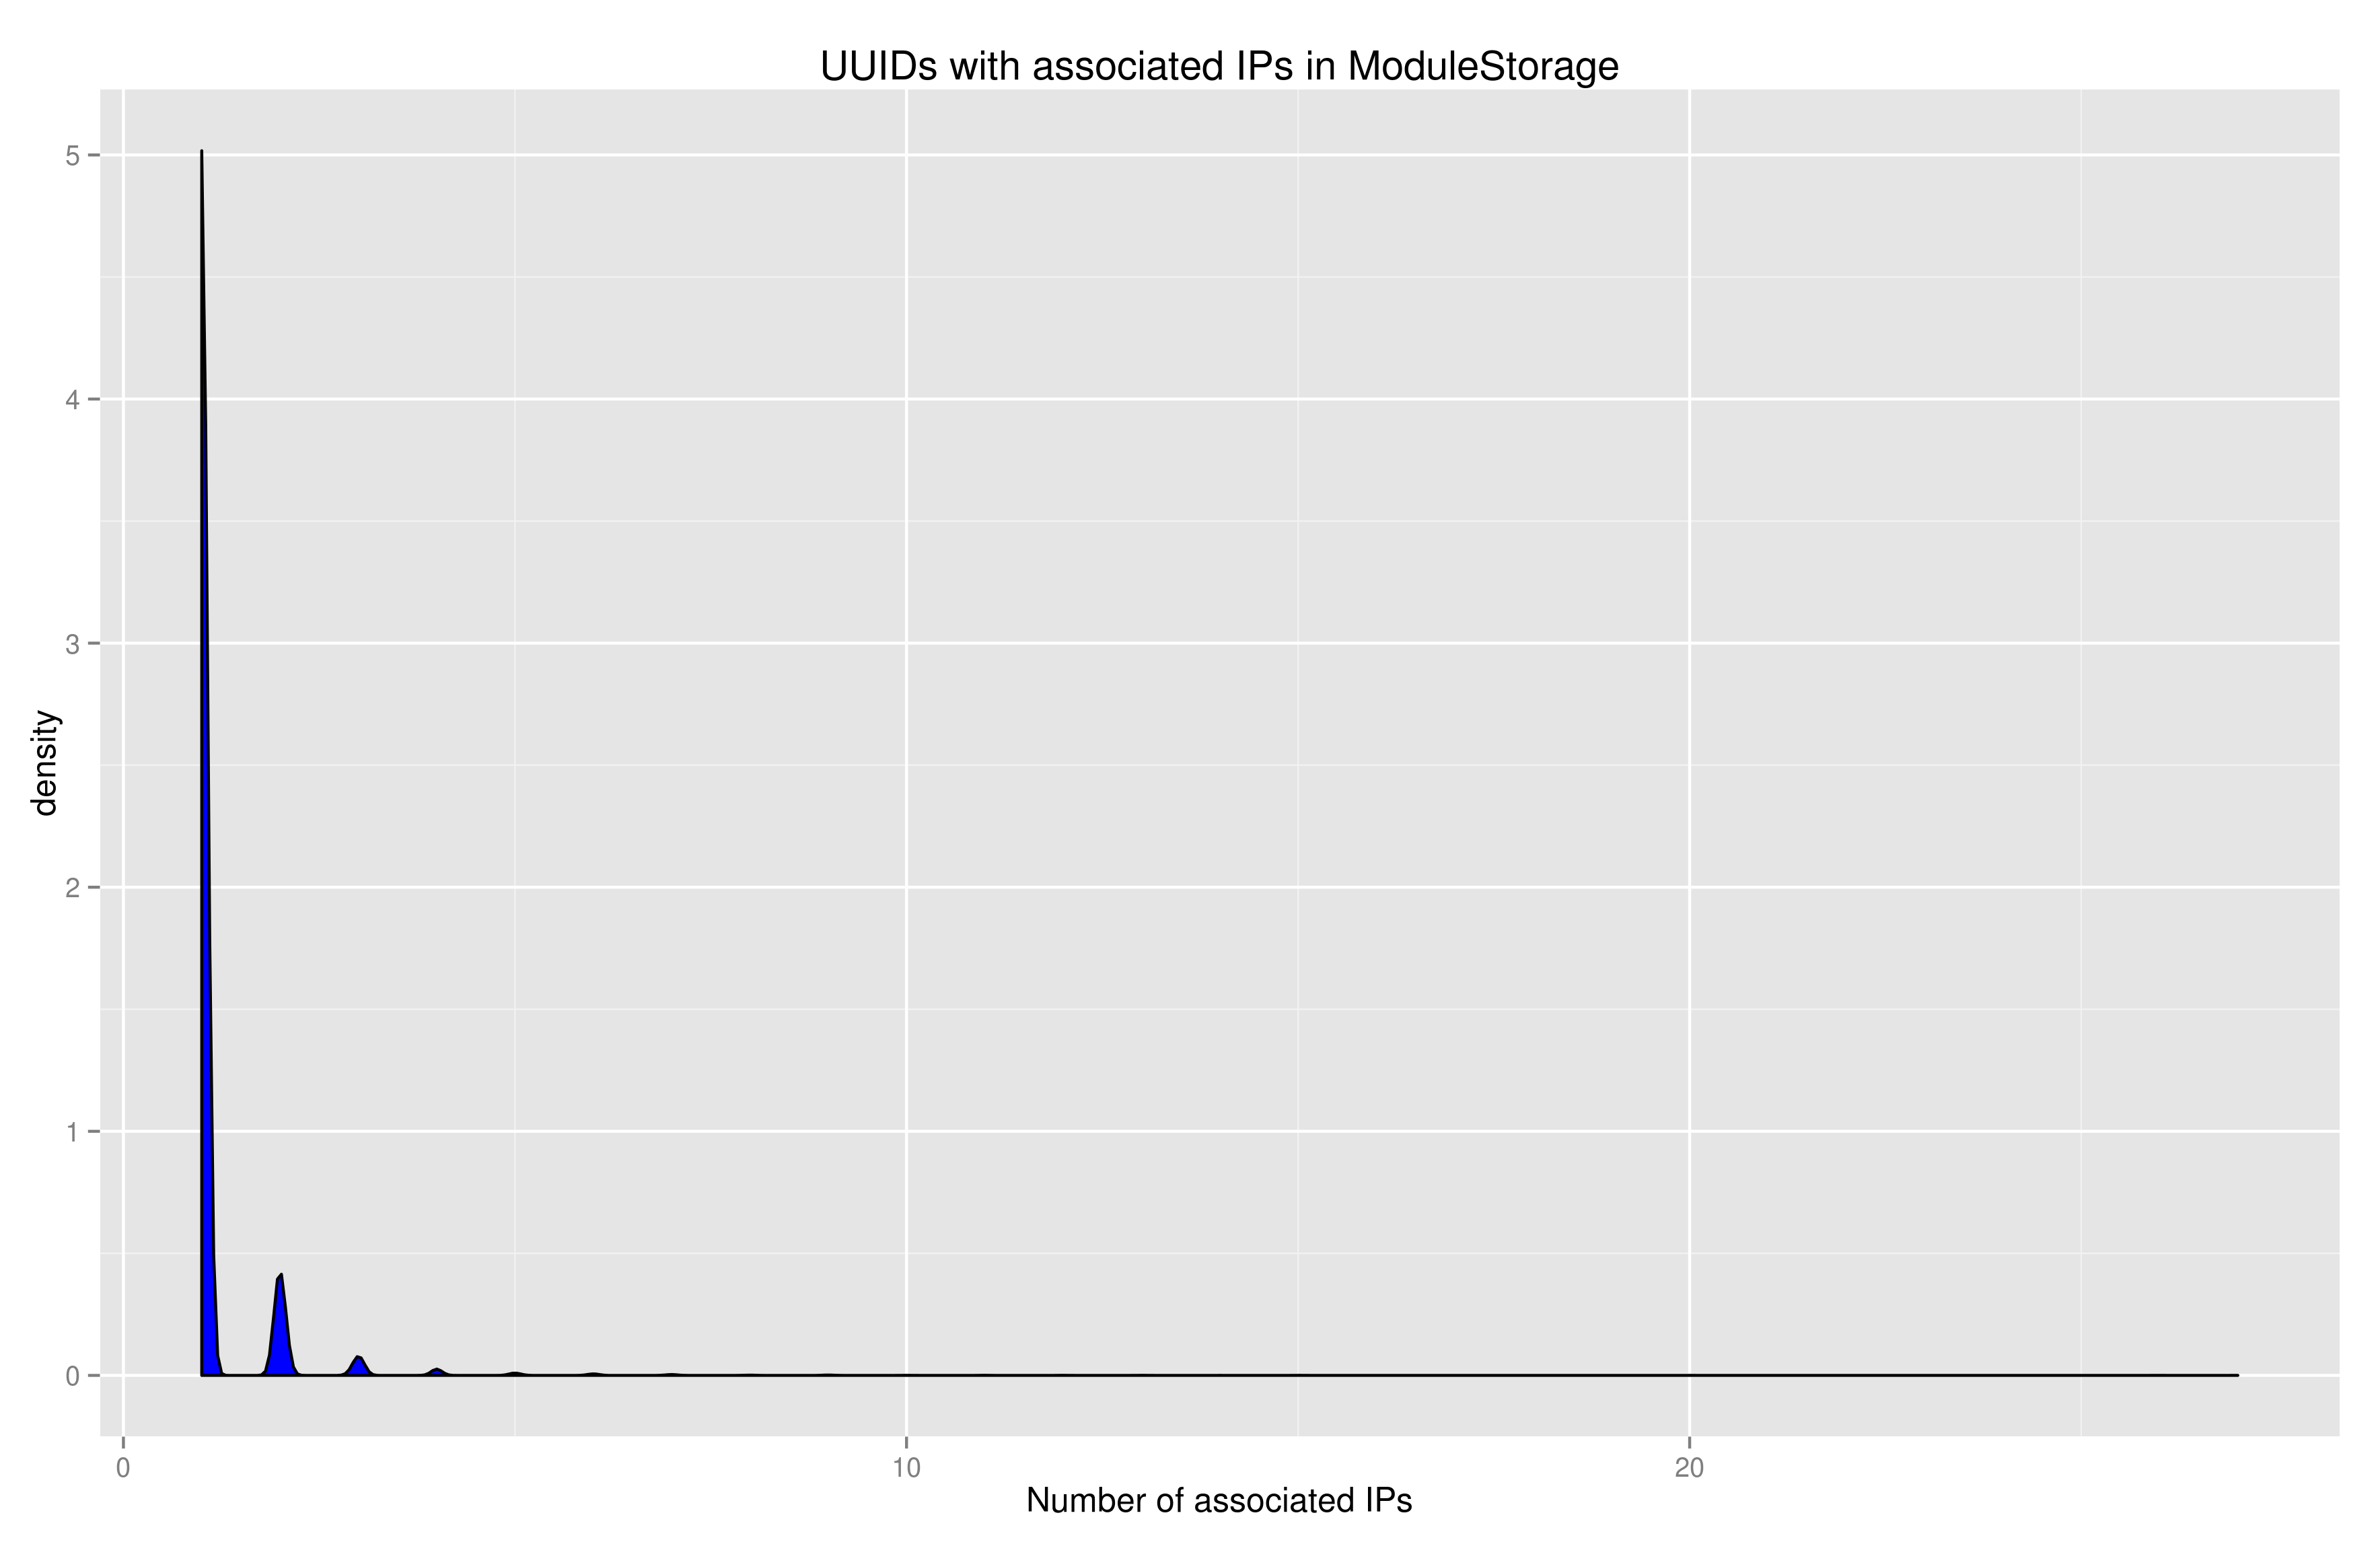 UUIDs with associated IPs in ModuleStorage
5
4
3
2
1
0
density
0 10 20
Number of associated IPs